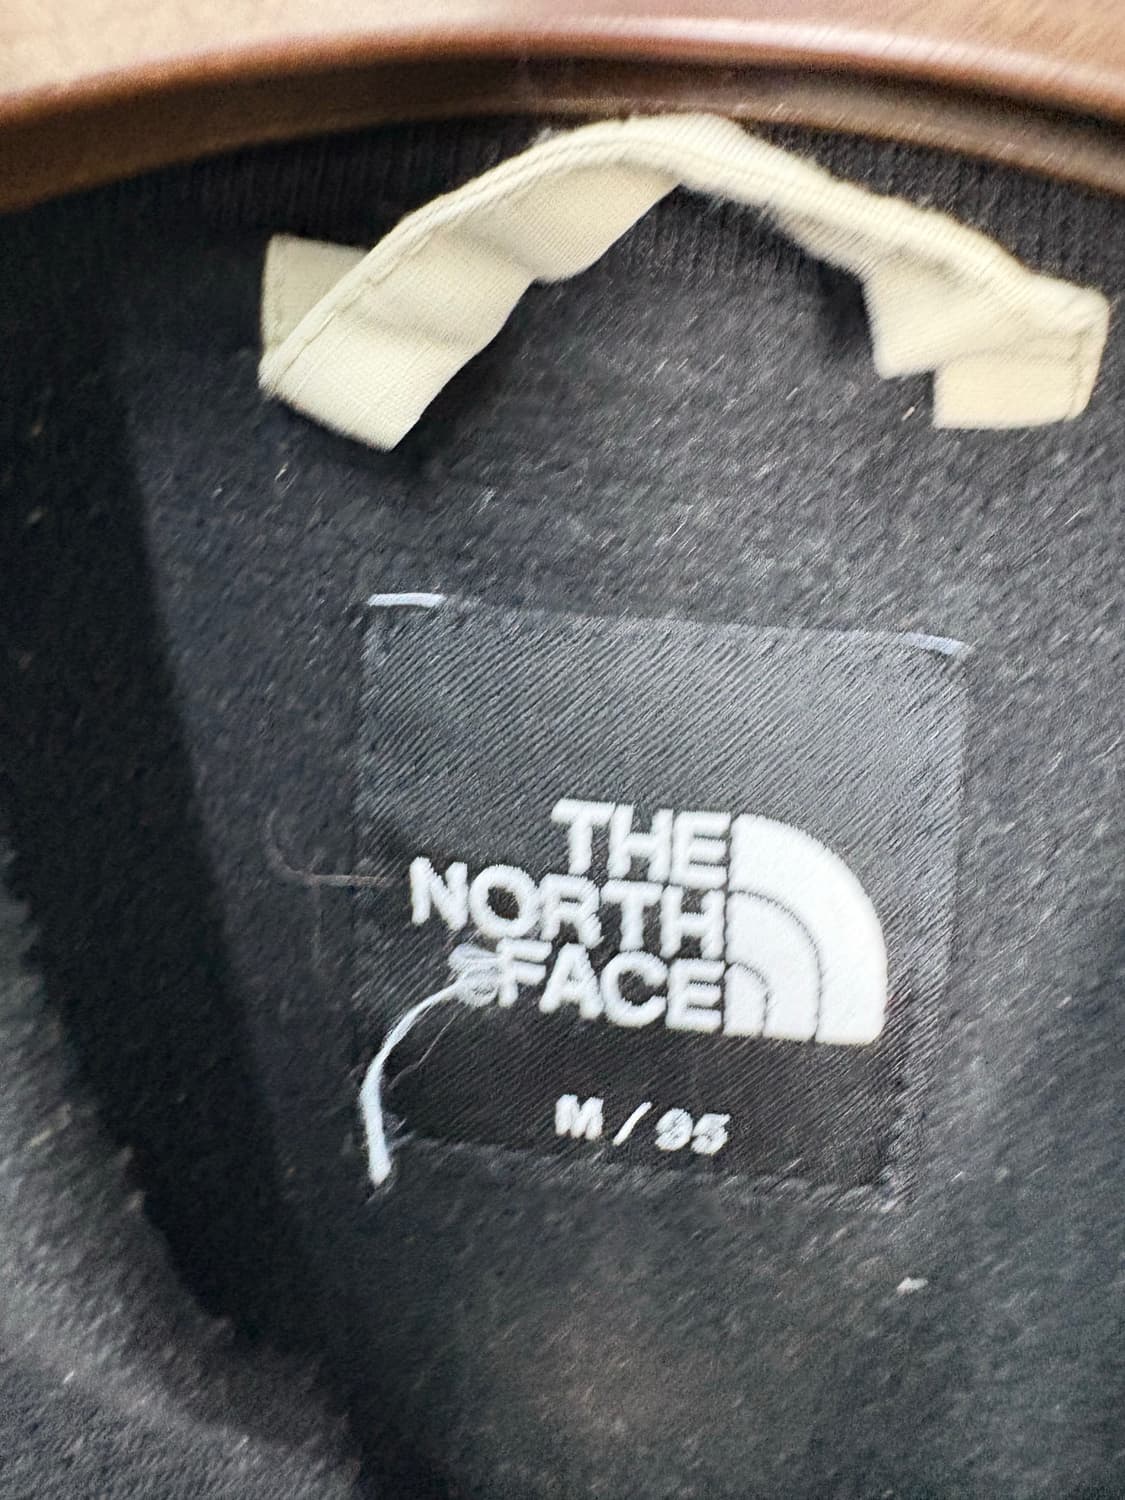 THE
NORTH
FACE
M / 95